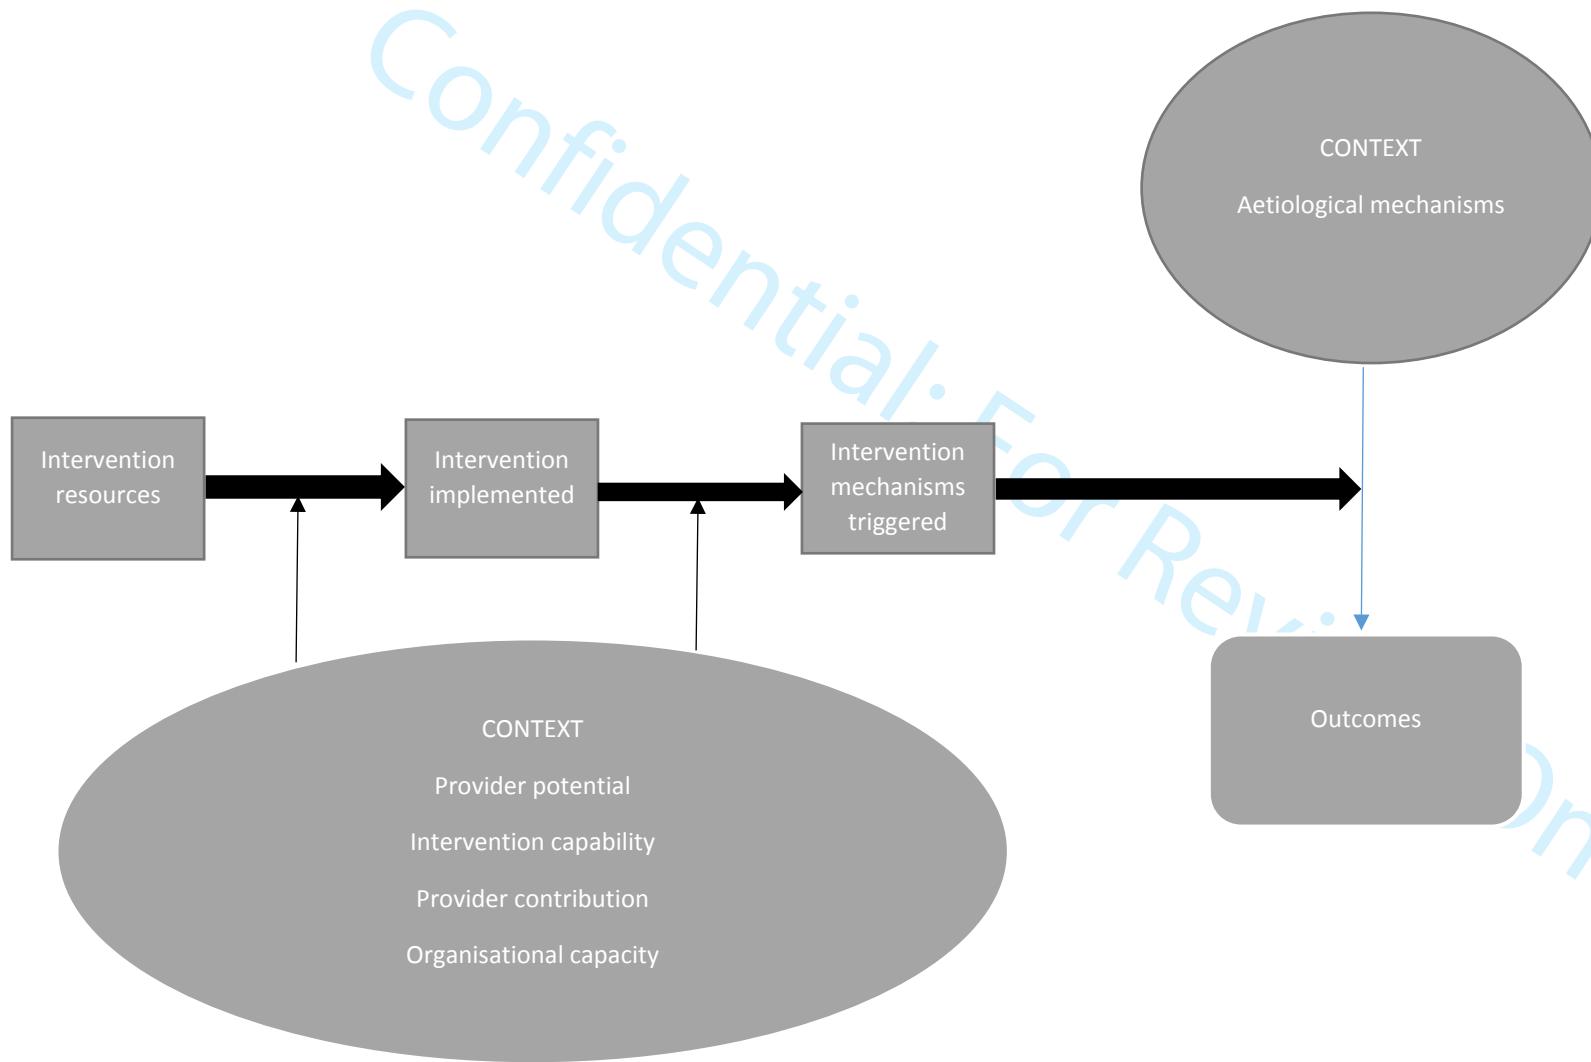 Confidential: For Review On
CONTEXT
Aetiological mechanisms
Intervention
resources
Intervention
implemented
Intervention
mechanisms
triggered
CONTEXT
Provider potential
Intervention capability
Provider contribution
Organisational capacity
Outcomes